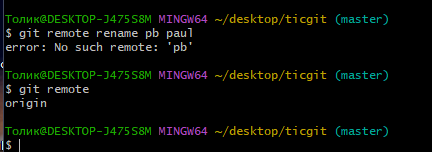 Толик@DESKTOP-J475S8M MINGW64 ~/desktop/ticgit (master)
$ git remote rename pb paul
error: No such remote: 'pb'
Толик@DESKTOP-J475S8M MINGW64 ~/desktop/ticgit (master)
$ git remote
origin
Толик@DESKTOP-J475S8M MINGW64 ~/desktop/ticgit (master)
$